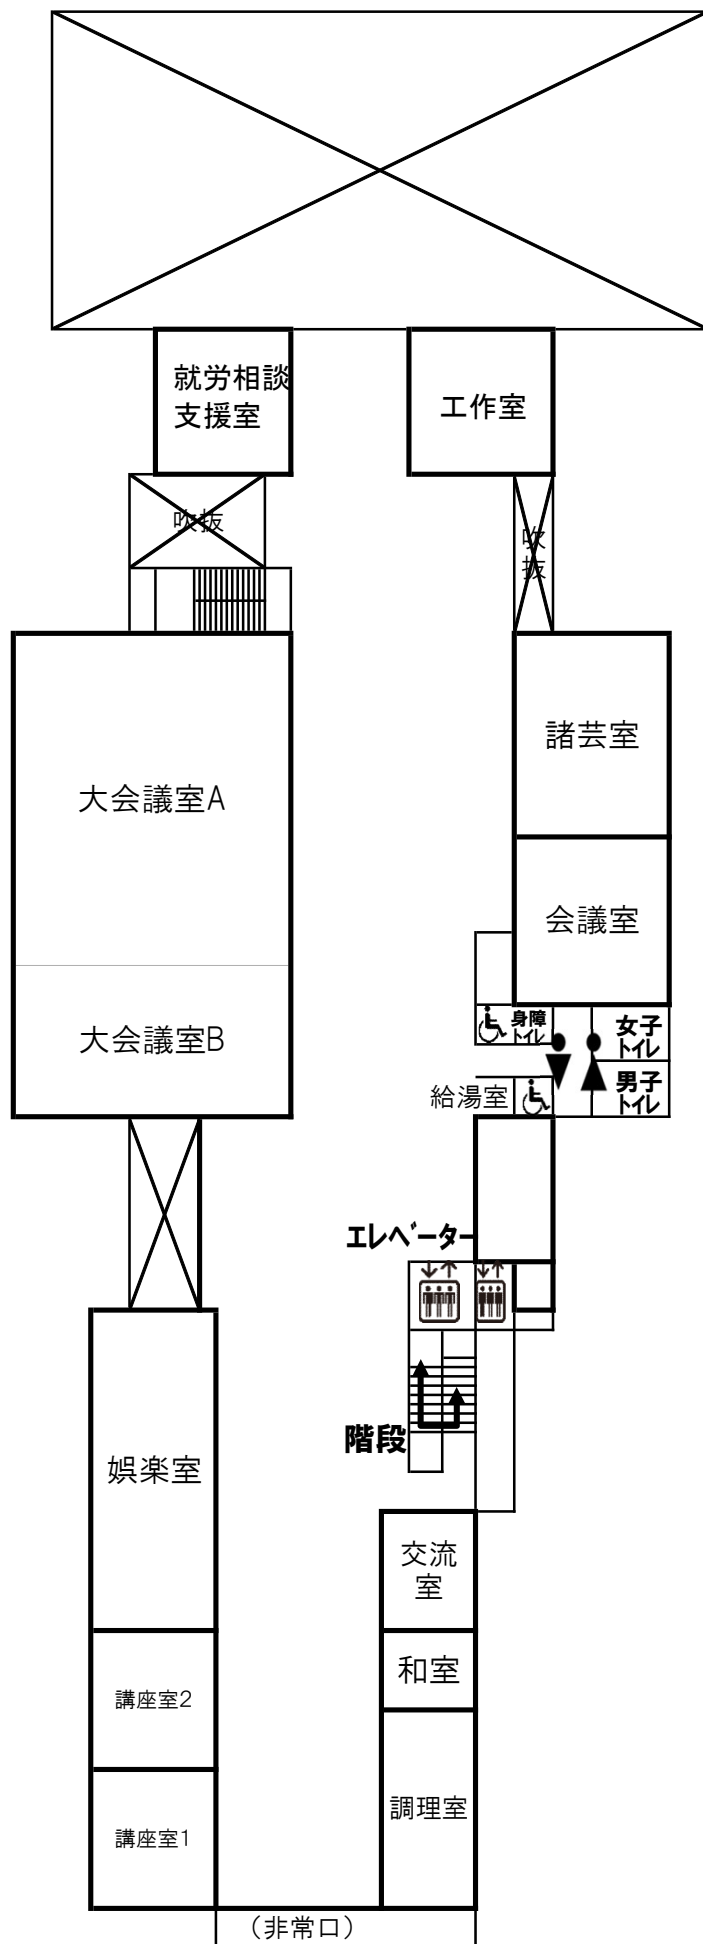 就労相談
支援室
工作室
吹抜
吹
抜
諸芸室
大会議室A
会議室
大会議室B
身障
トイレ
女子
トイレ
男子
トイレ
給湯室
エレベーター
階段
娯楽室
交流
室
和室
講座室2
調理室
講座室1
（非常口）